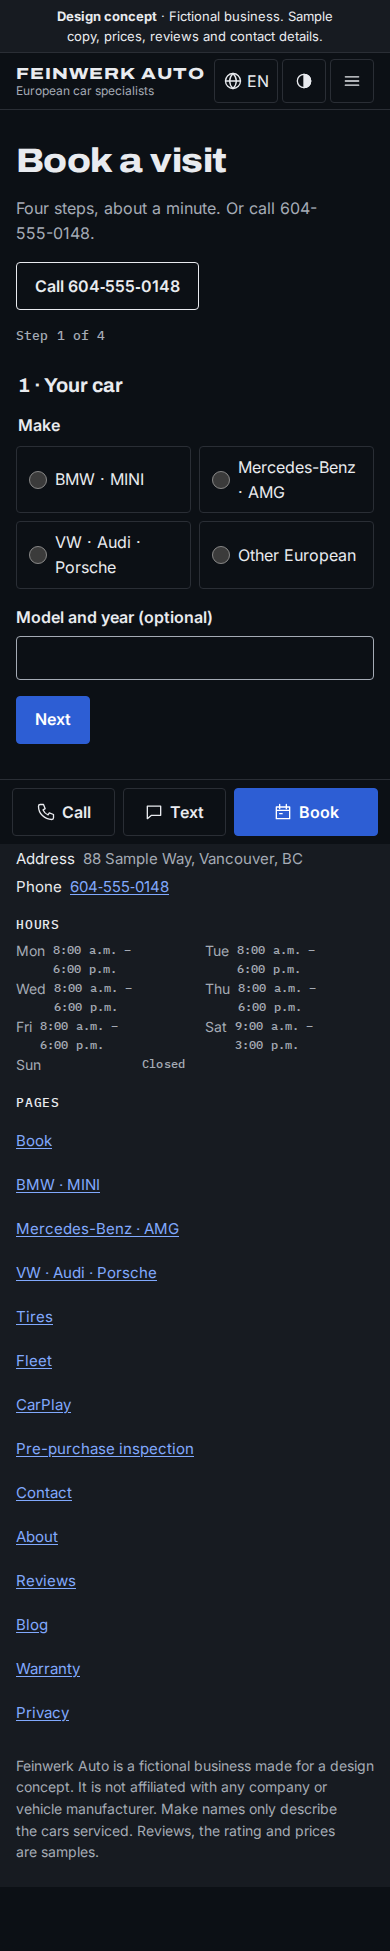 Design concept · Fictional business. Sample
copy, prices, reviews and contact details.
FEINWERK AUTO
European car specialists
EN
Book a visit
Four steps, about a minute. Or call 604-
555-0148.
Call 604-555-0148
Step 1 of 4
1 · Your car
Make
BMW · MINI
Mercedes-Benz
· AMG
VW · Audi ·
Porsche
Other European
Model and year (optional)
Next
Call
Text
Book
Address 88 Sample Way, Vancouver, BC
Phone 604-555-0148
HOURS
Mon 8:00 a.m. –
6:00 p.m.
Tue 8:00 a.m. –
6:00 p.m.
Wed 8:00 a.m. –
6:00 p.m.
Thu 8:00 a.m. –
6:00 p.m.
Fri 8:00 a.m. –
6:00 p.m.
Sat 9:00 a.m. –
3:00 p.m.
Sun Closed
PAGES
Book
BMW · MINI
Mercedes-Benz · AMG
VW · Audi · Porsche
Tires
Fleet
CarPlay
Pre-purchase inspection
Contact
About
Reviews
Blog
Warranty
Privacy
Feinwerk Auto is a fictional business made for a design
concept. It is not affiliated with any company or
vehicle manufacturer. Make names only describe
the cars serviced. Reviews, the rating and prices
are samples.